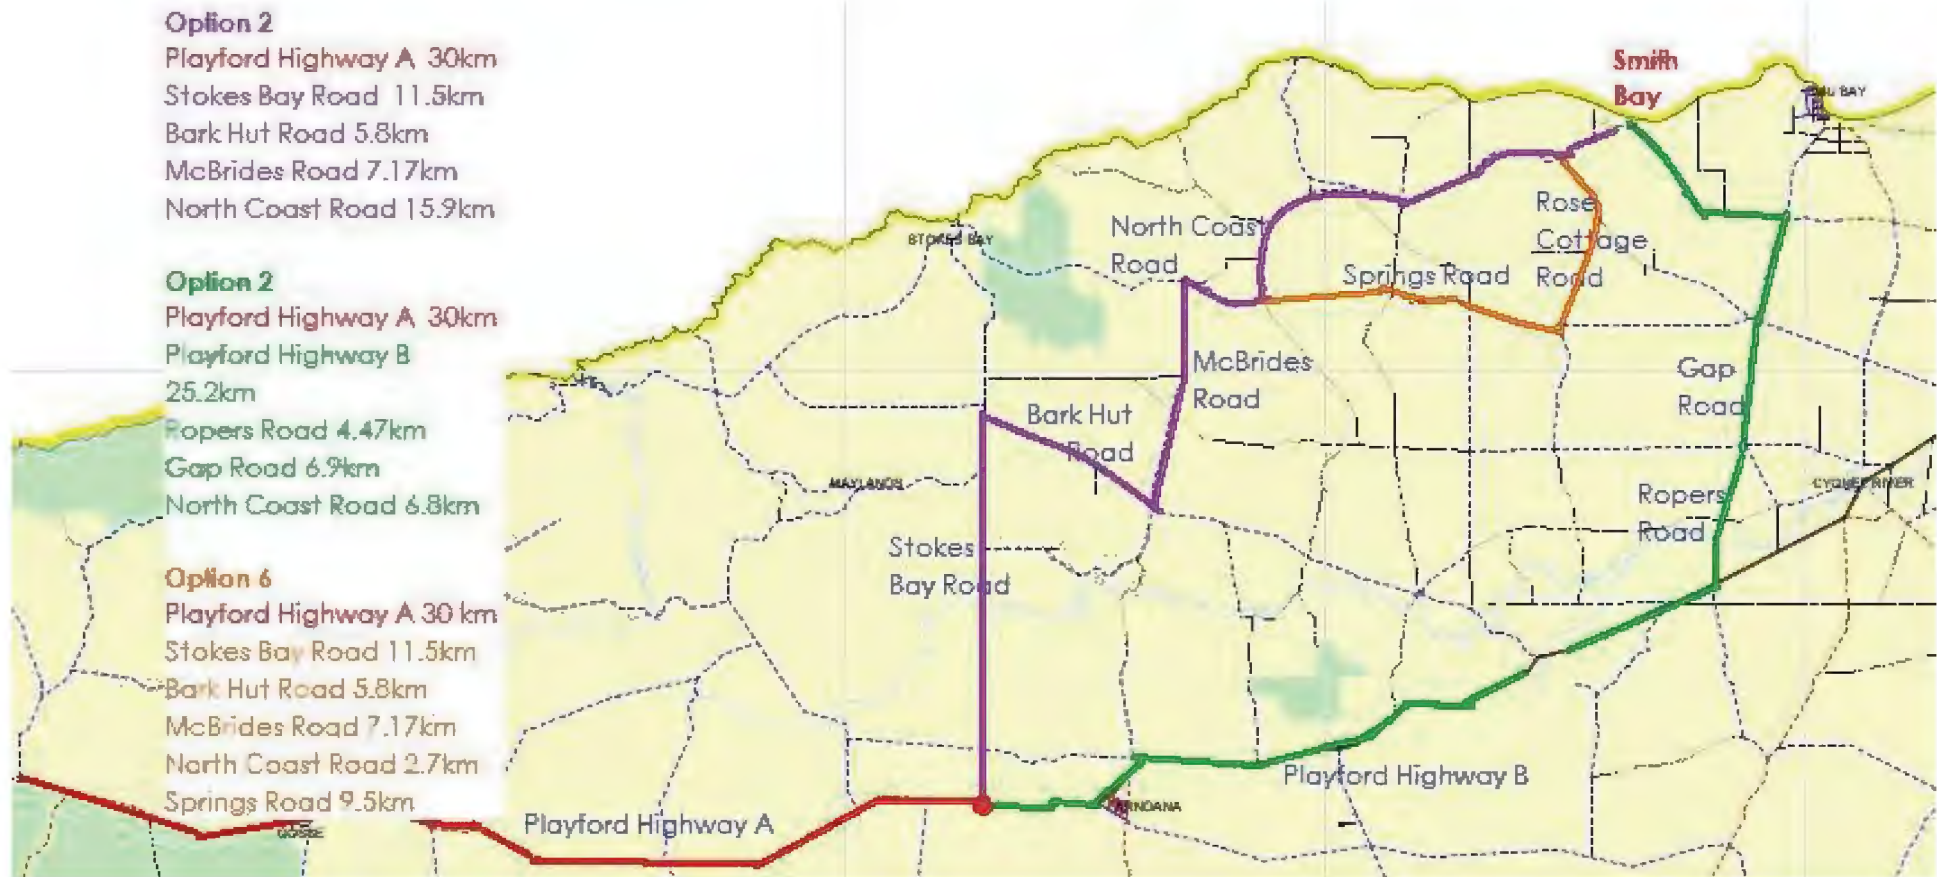 Option 2
Playford Highway A 30km
Stokes Bay Road 11.5km
Bark Hut Road 5.8km
McBrides Road 7.17km
North Coast Road 15.9km
Option 2
Playford Highway A 30km
Playford Highway B
25.2km
Ropers Road 4.47km
Gap Road 6.9km
North Coast Road 6.8km
Option 6
Playford Highway A 30 km
Stokes Bay Road 11.5km
Bark Hut Road 5.8km
McBrides Road 7.17km
North Coast Road 2.7km
Springs Road 9.5km
Smith
Bay
BAY
STOKES BAY
North Coast
Road
Rose
Cottage
Road
Springs Road
McBrides
Road
Gap
Road
Bark Hut
Road
MAYLANDS
CYGNET RIVER
Ropers
Road
Stokes
Bay Road
Playford Highway B
Playford Highway A
GOSSE